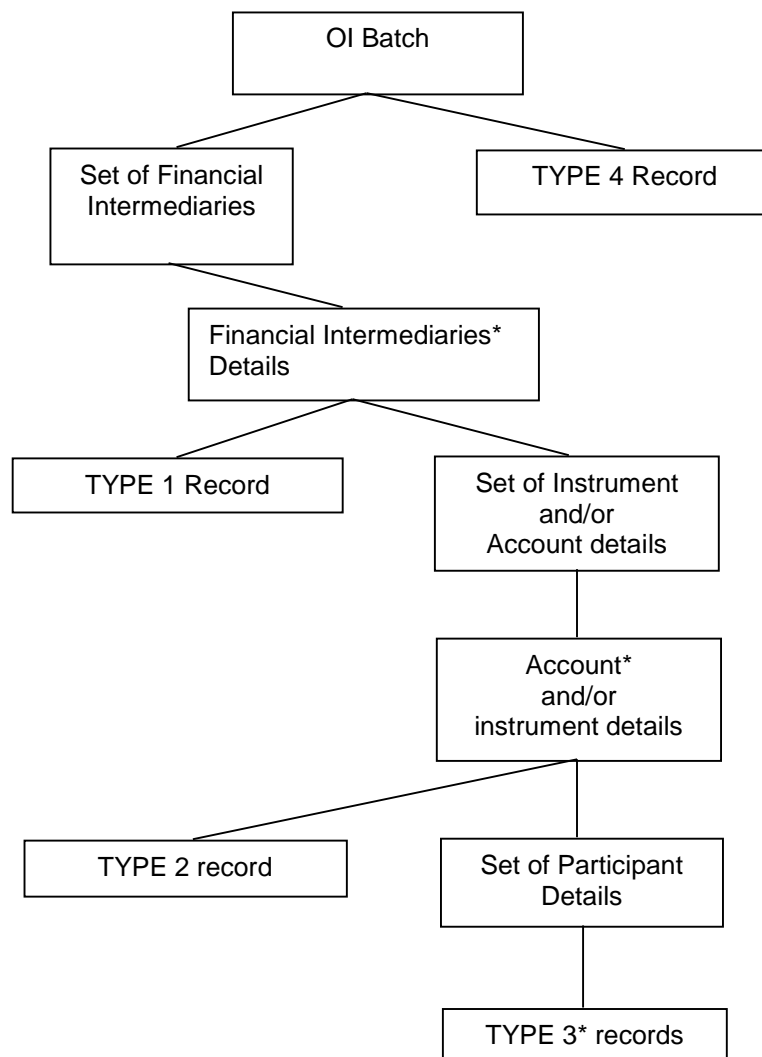 OI Batch
Set of Financial
Intermediaries
TYPE 4 Record
Financial Intermediaries*
Details
TYPE 1 Record
Set of Instrument
and/or
Account details
Account*
and/or
instrument details
TYPE 2 record
Set of Participant
Details
TYPE 3* records